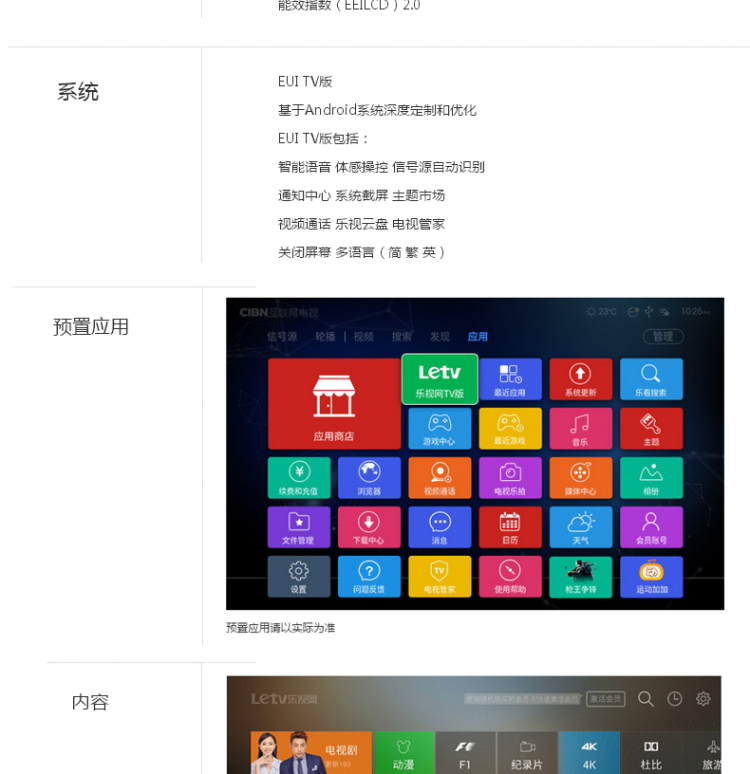 能效指数（EEILCD）2.0
系统
EUI TV版
基于Android系统深度定制和优化
EUI TV版包括：
智能语音 体感操控 信号源自动识别
通知中心 系统截屏 主题市场
视频通话 乐视云盘 电视管家
关闭屏幕 多语言（简 繁 英）
预置应用
CIBN互联网电视 23°C 10:26
信号源 轮播 | 视频 搜索 发现 应用 管理
Letv
应用商店 乐视网TV版 最近应用 系统更新 乐看搜索
游戏中心 最近游戏 音乐 主题
续费和充值 浏览器 视频通话 电视乐拍 媒体中心 相册
文件管理 下载中心 消息 日历 天气 会员账号
TV
设置 问题反馈 电视管家 使用帮助 枪王争锋 运动加加
预置应用请以实际为准
内容
Letv乐视网 激活会员
电视剧
更新193
动漫 F1 纪录片 4K 4K 杜比 旅游